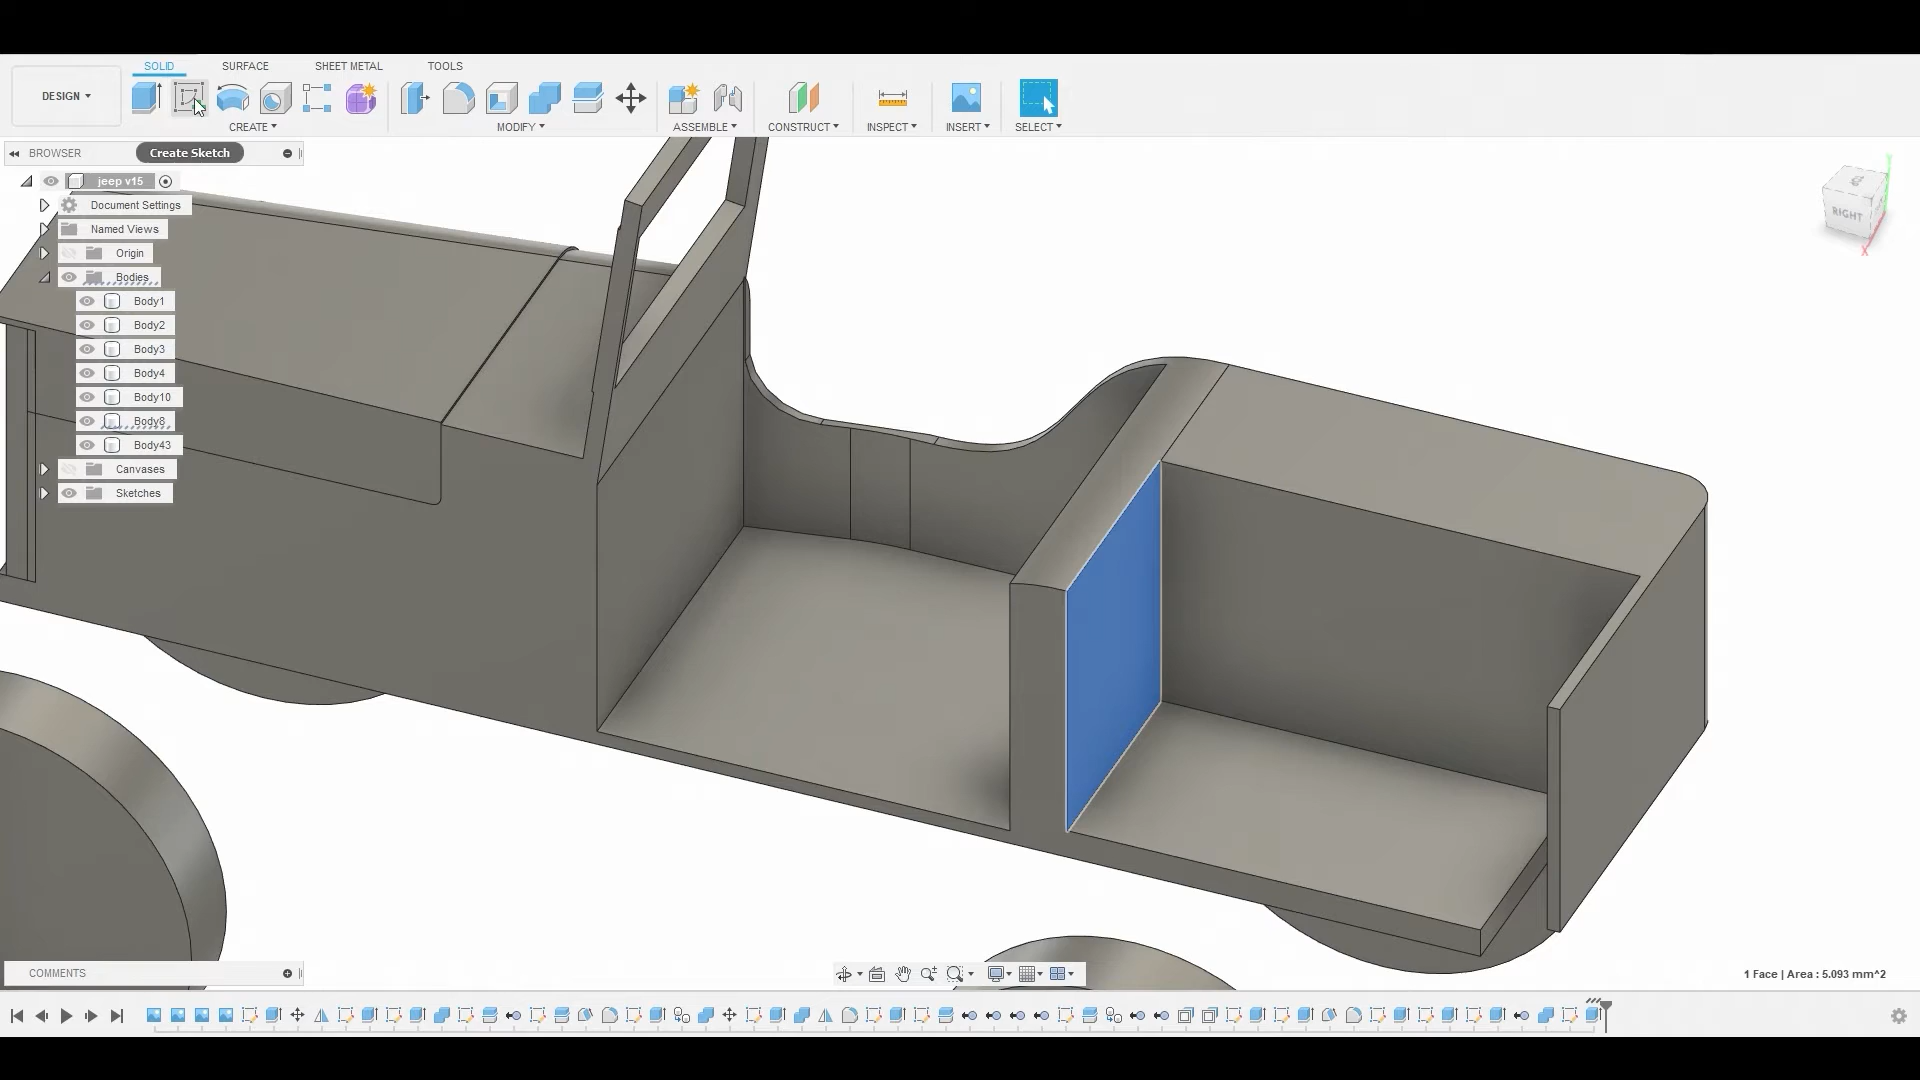 SOLID SURFACE SHEET METAL TOOLS
DESIGN
CREATE MODIFY ASSEMBLE CONSTRUCT INSPECT INSERT SELECT
BROWSER
Create Sketch
jeep v15
Document Settings
Named Views
Origin
Bodies
Body1
Body2
Body3
Body4
Body10
Body8
Body43
Canvases
Sketches
RIGHT
X
COMMENTS
1 Face | Area : 5.093 mm^2